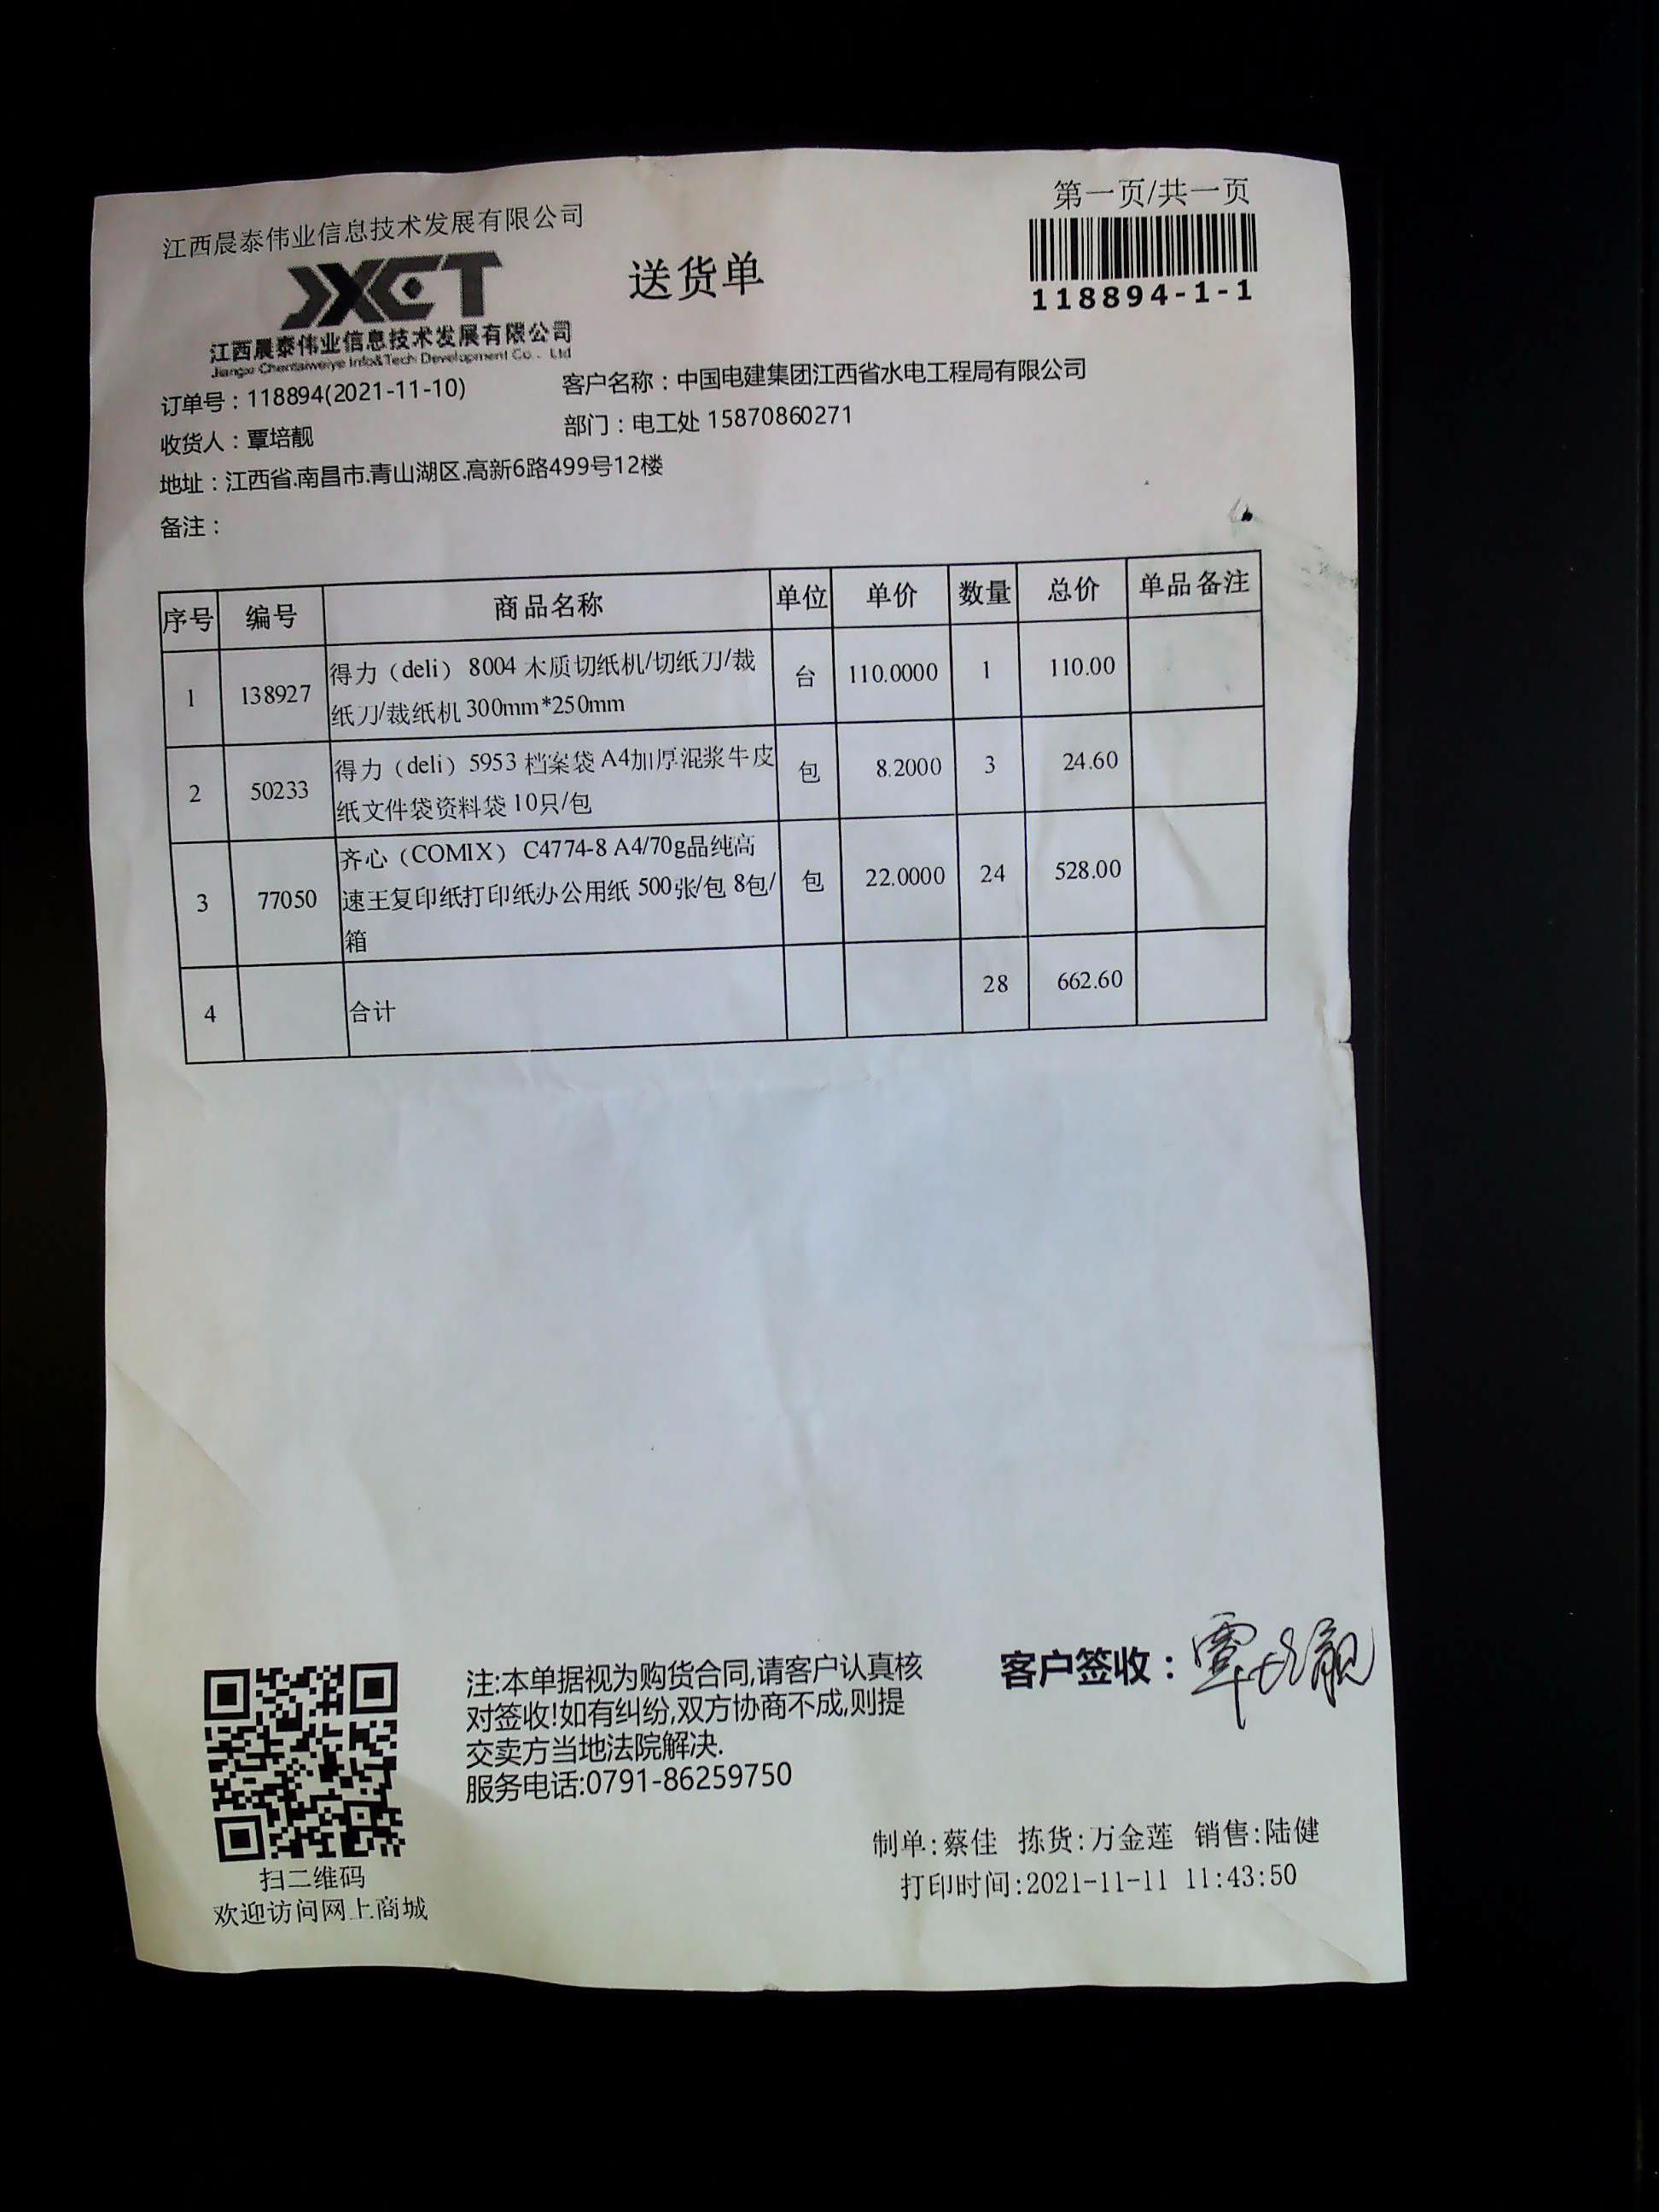 第一页/共一页
江西晨泰伟业信息技术发展有限公司
JXCT
送货单
118894-1-1
江西晨泰伟业信息技术发展有限公司
Jiangxi Chentaiweiye Info&Tech Development Co., Ltd
订单号：118894(2021-11-10) 客户名称：中国电建集团江西省水电工程局有限公司
收货人：覃培靓 部门：电工处 15870860271
地址：江西省.南昌市.青山湖区.高新6路499号12楼
备注：
序号 编号 商品名称 单位 单价 数量 总价 单品备注
1 138927 得力（deli）8004 木质切纸机/切纸刀/裁 台 110.0000 1 110.00
纸刀/裁纸机 300mm*250mm
2 50233 得力（deli）5953 档案袋 A4加厚混浆牛皮 包 8.2000 3 24.60
纸文件袋资料袋 10只/包
齐心（COMIX） C4774-8 A4/70g品纯高
3 77050 速王复印纸打印纸办公用纸 500张/包 8包/ 包 22.0000 24 528.00
箱
4 合计 28 662.60
注:本单据视为购货合同,请客户认真核
对签收!如有纠纷,双方协商不成,则提
交卖方当地法院解决.
服务电话:0791-86259750
客户签收：覃培靓
扫二维码
欢迎访问网上商城
制单:蔡佳 拣货:万金莲 销售:陆健
打印时间:2021-11-11 11:43:50